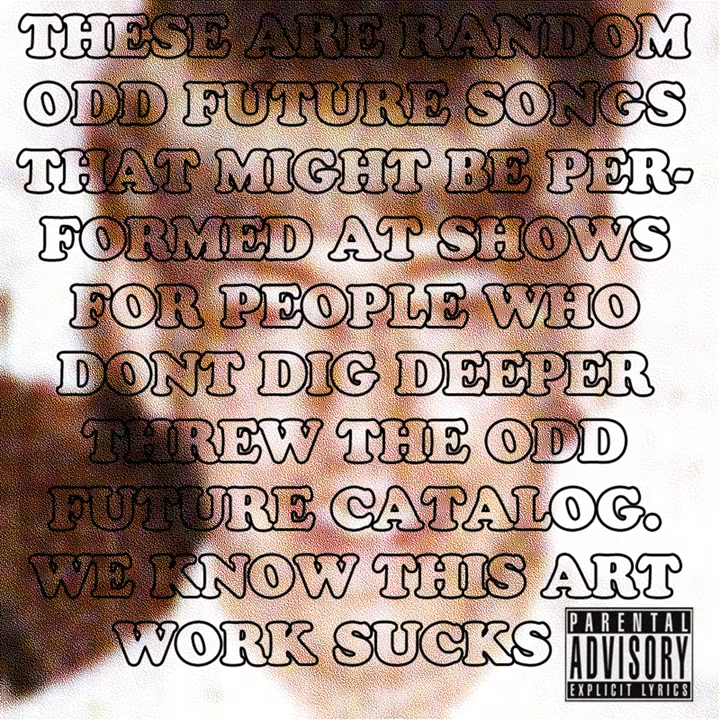 THESE ARE RANDOM
ODD FUTURE SONGS
THAT MIGHT BE PER-
FORMED AT SHOWS
FOR PEOPLE WHO
DONT DIG DEEPER
THREW THE ODD
FUTURE CATALOG.
WE KNOW THIS ART
WORK SUCKS
PARENTAL
ADVISORY
EXPLICIT LYRICS